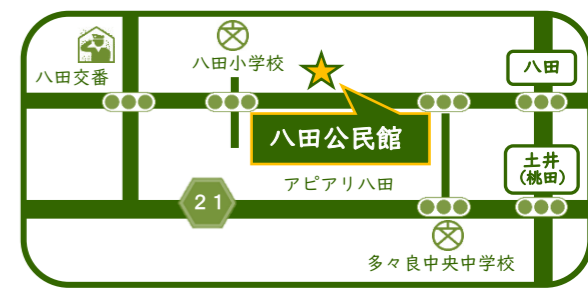 八田交番
八田小学校
八田
八田公民館
土井
(桃田)
アピアリ八田
21
多々良中央中学校